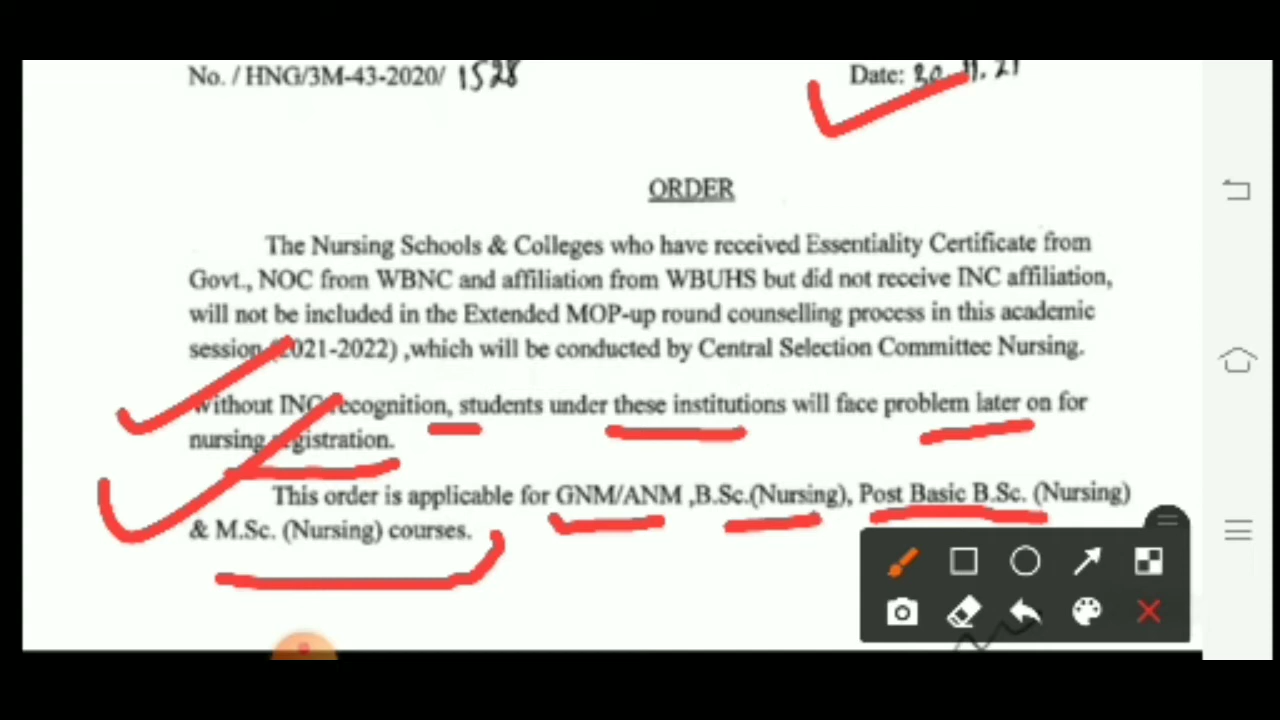 No. / HNG/3M-43-2020/ 1528 Date: 30.11.21
ORDER
The Nursing Schools & Colleges who have received Essentiality Certificate from
Govt., NOC from WBNC and affiliation from WBUHS but did not receive INC affiliation,
will not be included in the Extended MOP-up round counselling process in this academic
session (2021-2022) ,which will be conducted by Central Selection Committee Nursing.
Without INC recognition, students under these institutions will face problem later on for
nursing registration.
This order is applicable for GNM/ANM ,B.Sc.(Nursing), Post Basic B.Sc. (Nursing)
& M.Sc. (Nursing) courses.